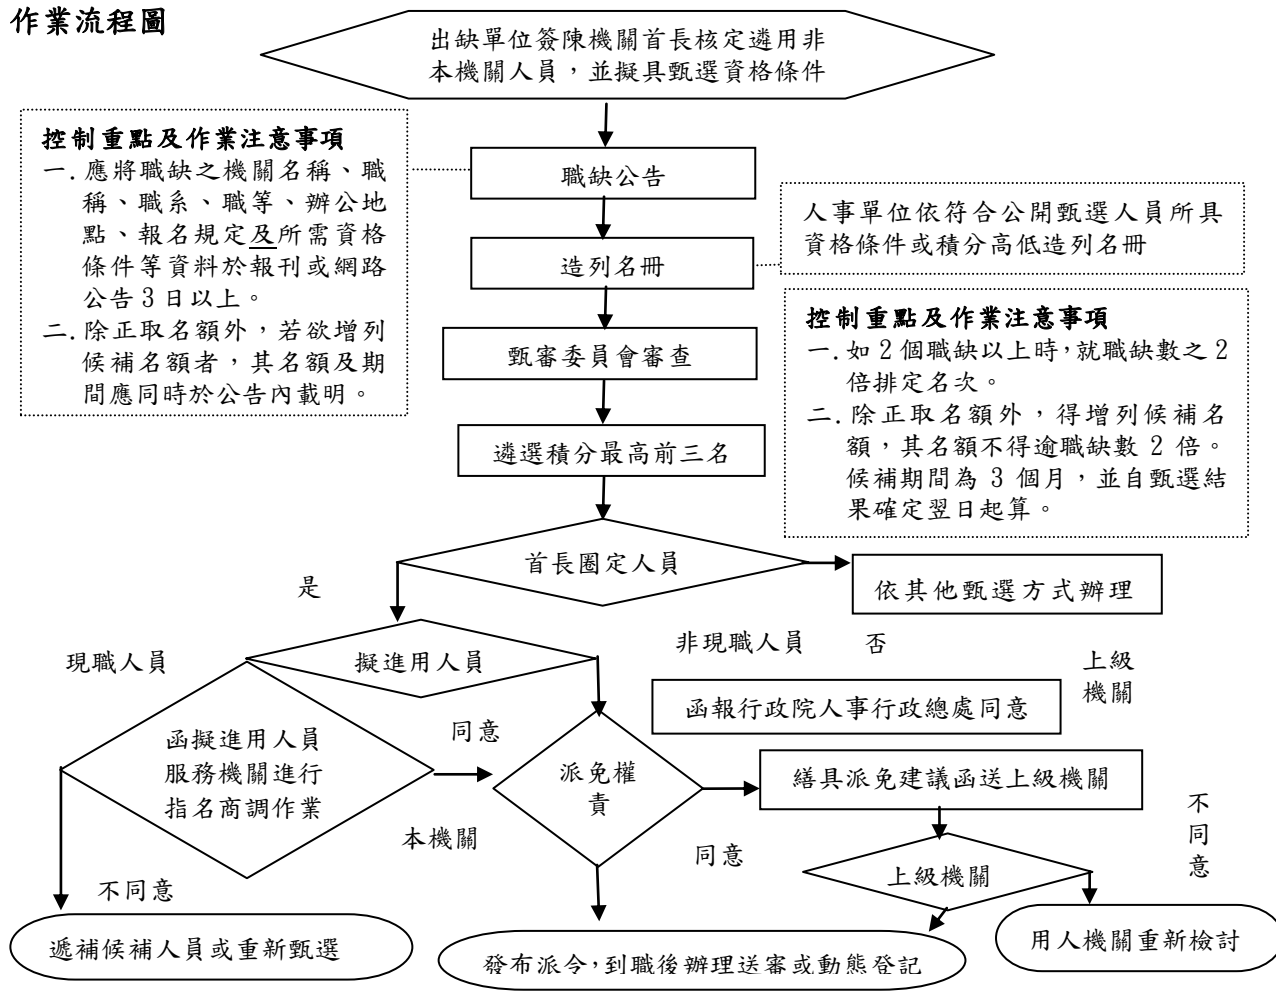 作業流程圖
出缺單位簽陳機關首長核定遴用非
本機關人員，並擬具甄選資格條件
控制重點及作業注意事項
一. 應將職缺之機關名稱、職
稱、職系、職等、辦公地
點、報名規定及所需資格
條件等資料於報刊或網路
公告3日以上。
二. 除正取名額外，若欲增列
候補名額者，其名額及期
間應同時於公告內載明。
職缺公告
造列名冊
人事單位依符合公開甄選人員所具
資格條件或積分高低造列名冊
甄審委員會審查
遴選積分最高前三名
控制重點及作業注意事項
一. 如2個職缺以上時，就職缺數之2
倍排定名次。
二. 除正取名額外，得增列候補名
額，其名額不得逾職缺數2倍。
候補期間為3個月，並自甄選結
果確定翌日起算。
首長圈定人員
依其他甄選方式辦理
是
現職人員
擬進用人員
非現職人員
否
上級
機關
函報行政院人事行政總處同意
函擬進用人員
服務機關進行
指名商調作業
同意
派免權
責
繕具派免建議函送上級機關
本機關
同意
上級機關
不
同
意
不同意
遞補候補人員或重新甄選
發布派令，到職後辦理送審或動態登記
用人機關重新檢討